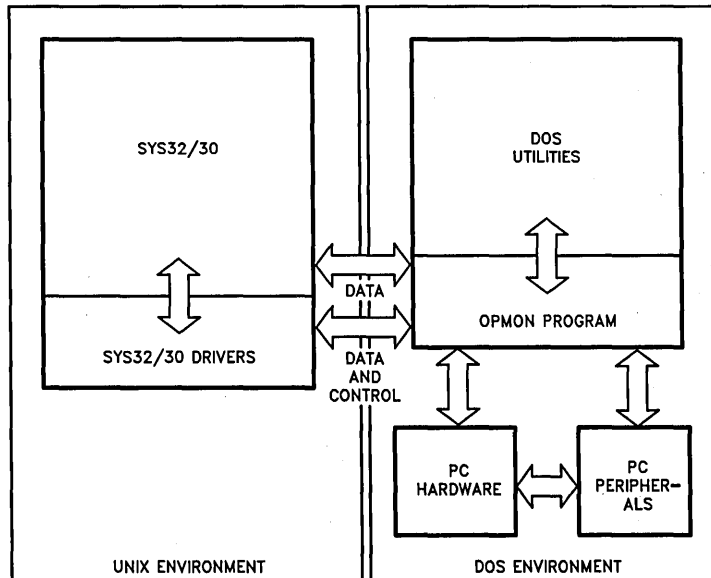 SYS32/30
SYS32/30 DRIVERS
DATA
DATA
AND
CONTROL
DOS
UTILITIES
OPMON PROGRAM
PC
HARDWARE
PC
PERIPHER-
ALS
UNIX ENVIRONMENT
DOS ENVIRONMENT